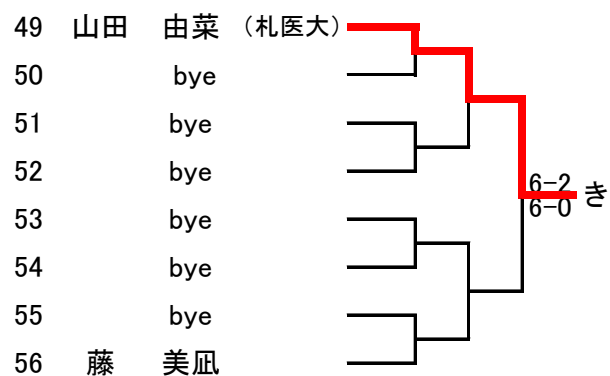 49 山田 由菜 (札医大)
50 bye
51 bye
52 bye
6-2
6-0 き
53 bye
54 bye
55 bye
56 藤 美凪